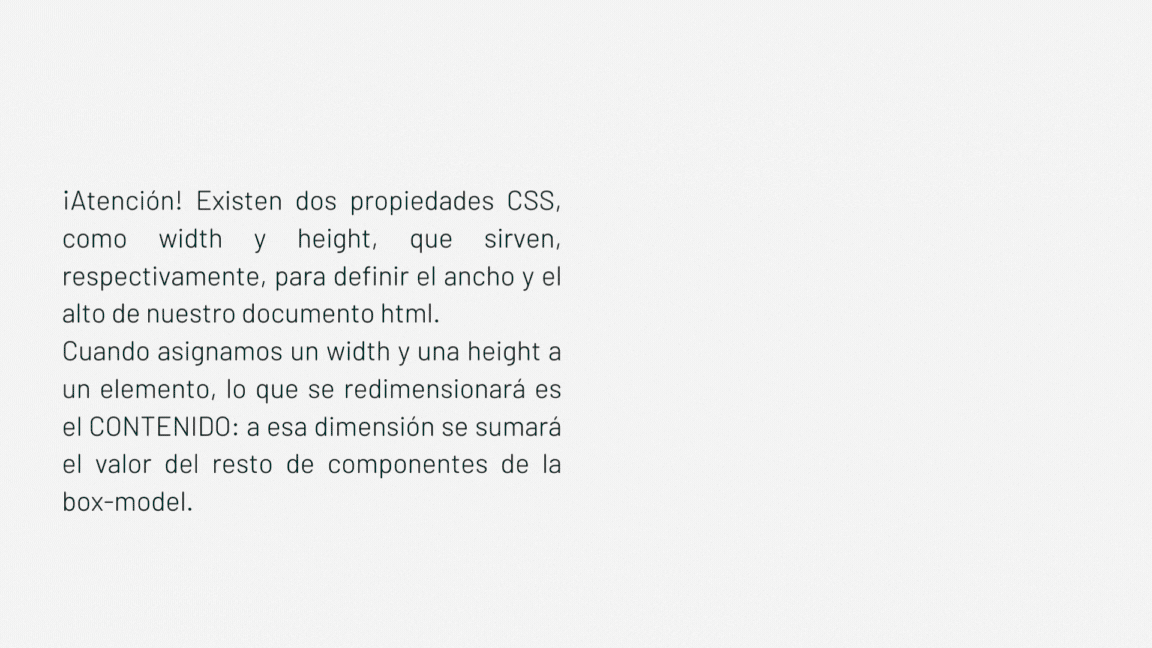 ¡Atención! Existen dos propiedades CSS,
como width y height, que sirven,
respectivamente, para definir el ancho y el
alto de nuestro documento html.
Cuando asignamos un width y una height a
un elemento, lo que se redimensionará es
el CONTENIDO: a esa dimensión se sumará
el valor del resto de componentes de la
box-model.